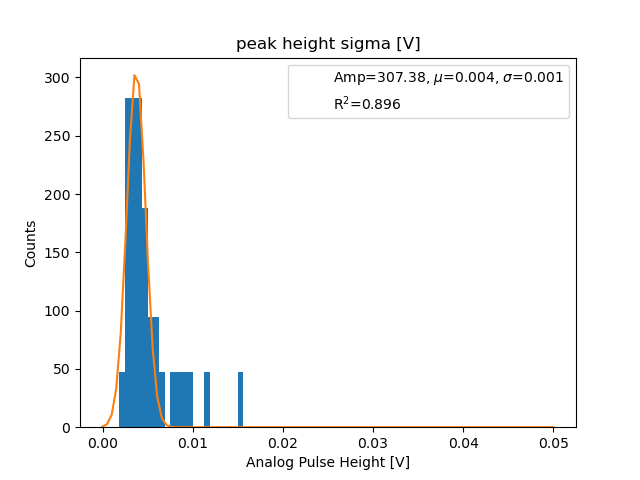 peak height sigma [V]
Amp=307.38, μ=0.004, σ=0.001
R²=0.896
300
250
200
150
100
50
0
Counts
0.00 0.01 0.02 0.03 0.04 0.05
Analog Pulse Height [V]